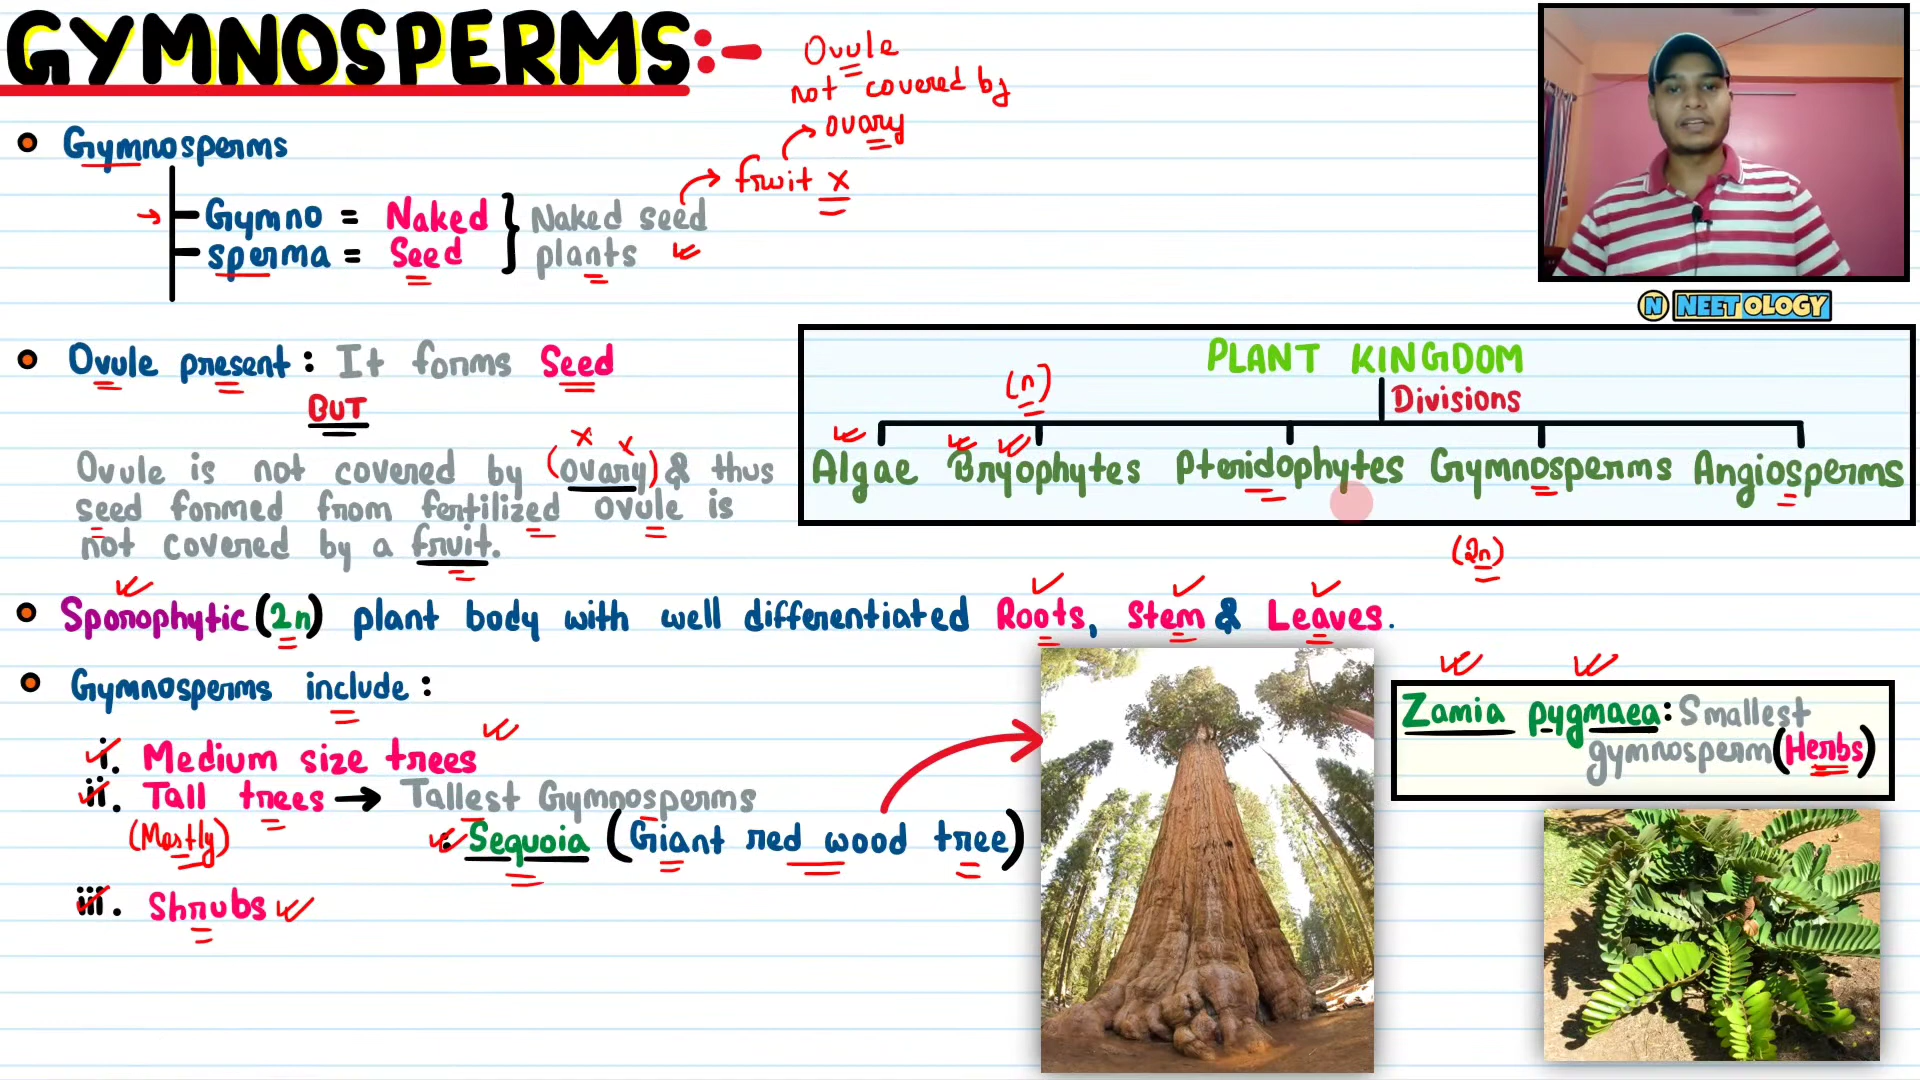 GYMNOSPERMS:-
Ovule
not covered by
ovary
fruit x
Gymnosperms
Gymno = Naked
sperma = Seed
Naked seed
plants
NEETOLOGY
Ovule present: It forms Seed
BUT
Ovule is not covered by (ovary) & thus
seed formed from fertilized ovule is
not covered by a fruit.
PLANT KINGDOM
Divisions
(n)
Algae Bryophytes Pteridophytes Gymnosperms Angiosperms
(2n)
Sporophytic (2n) plant body with well differentiated Roots, Stem & Leaves.
Gymnosperms include:
i. Medium size trees
ii. Tall trees → Tallest Gymnosperms
(Mostly)
: Sequoia (Giant red wood tree)
iii. Shrubs
Zamia pygmaea: Smallest
gymnosperm (Herbs)